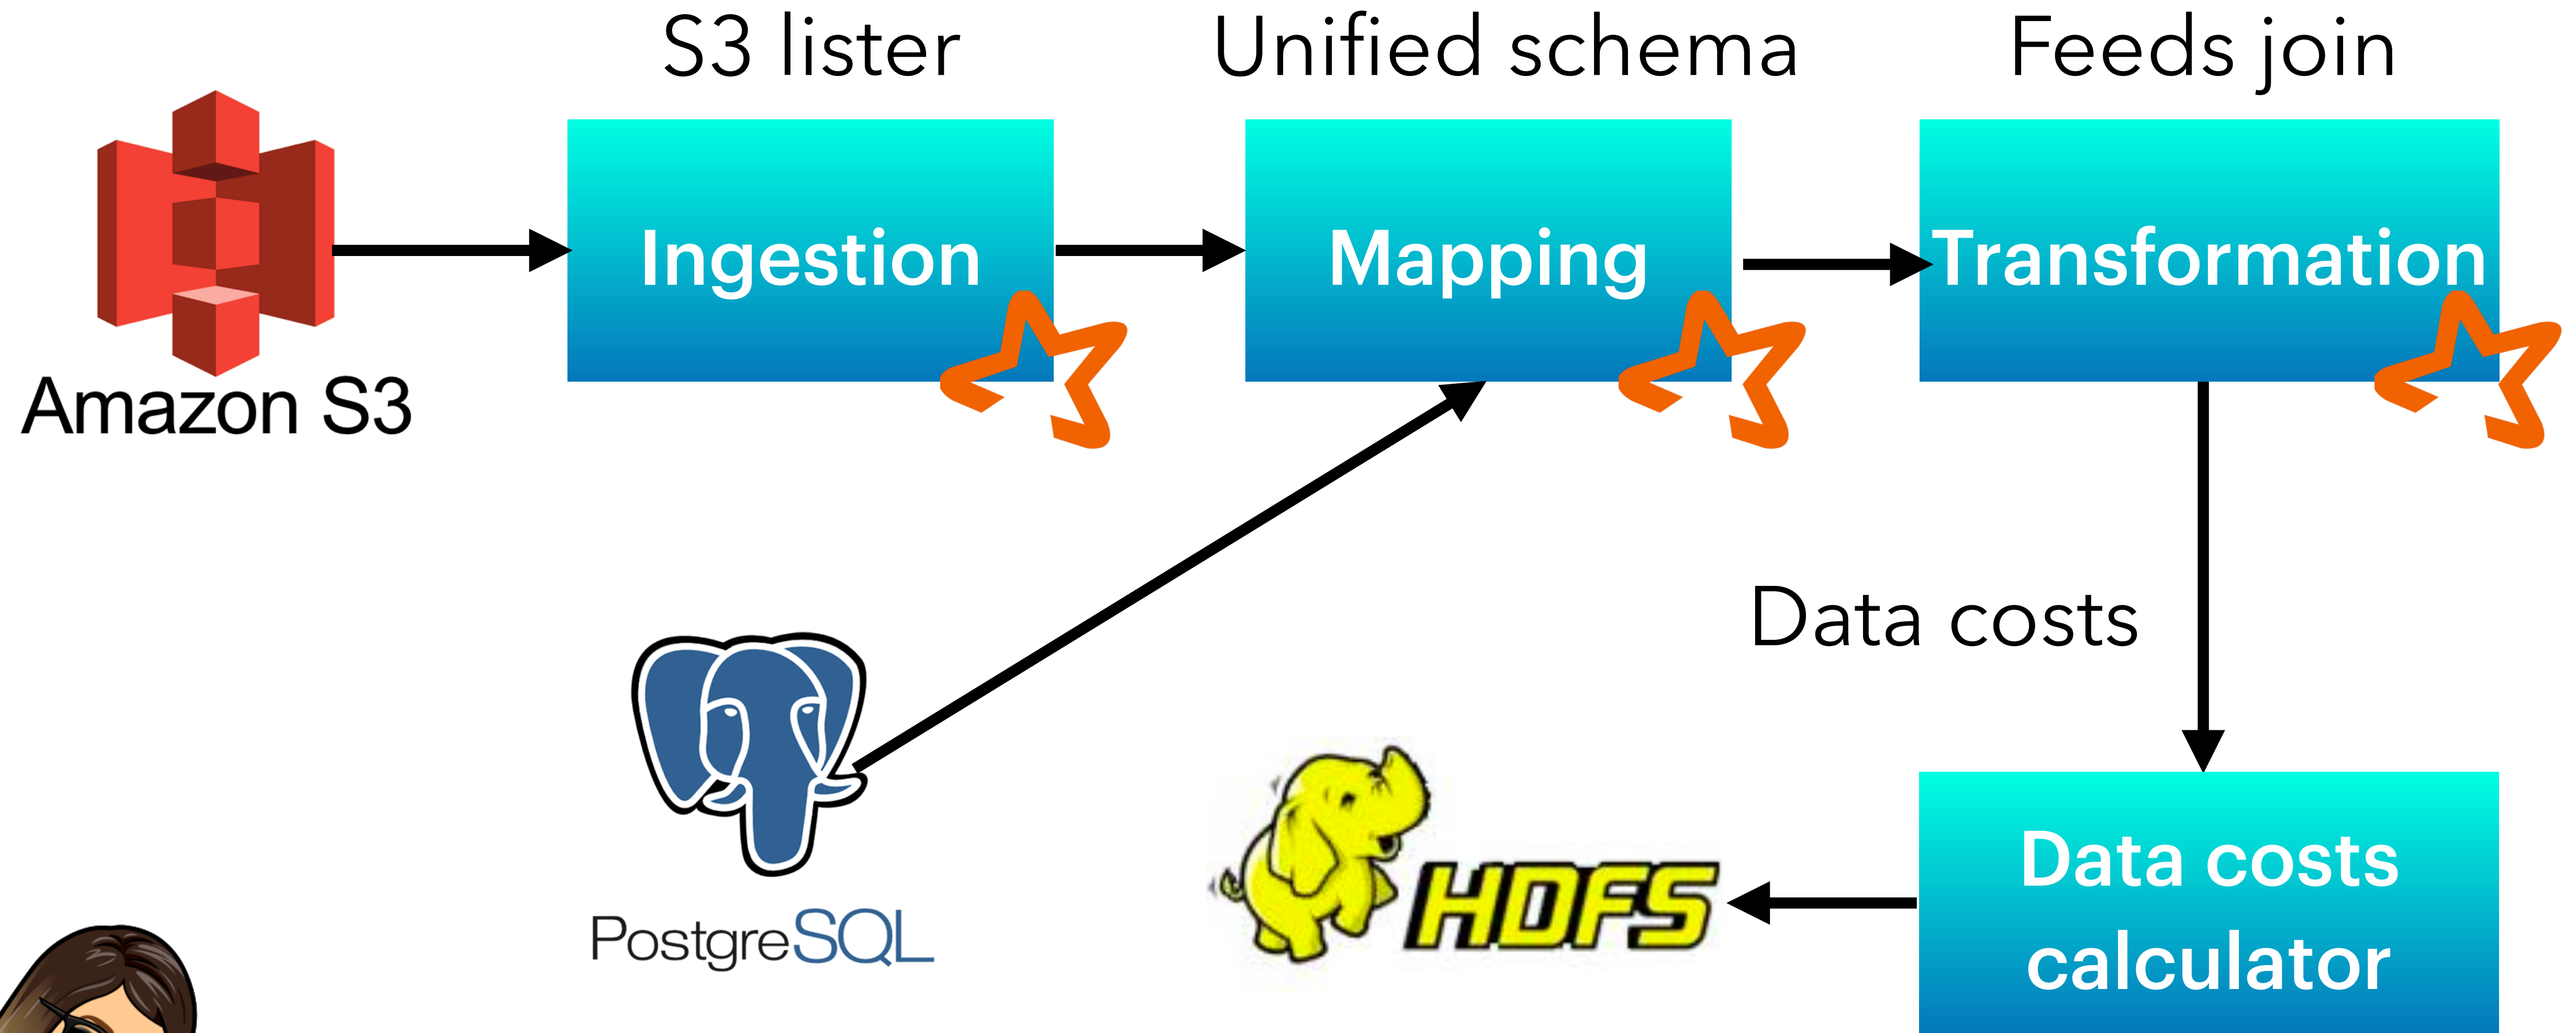 S3 lister
Unified schema
Feeds join
Ingestion
Mapping
Transformation
Amazon S3
Data costs
PostgreSQL
HDFS
Data costs
calculator